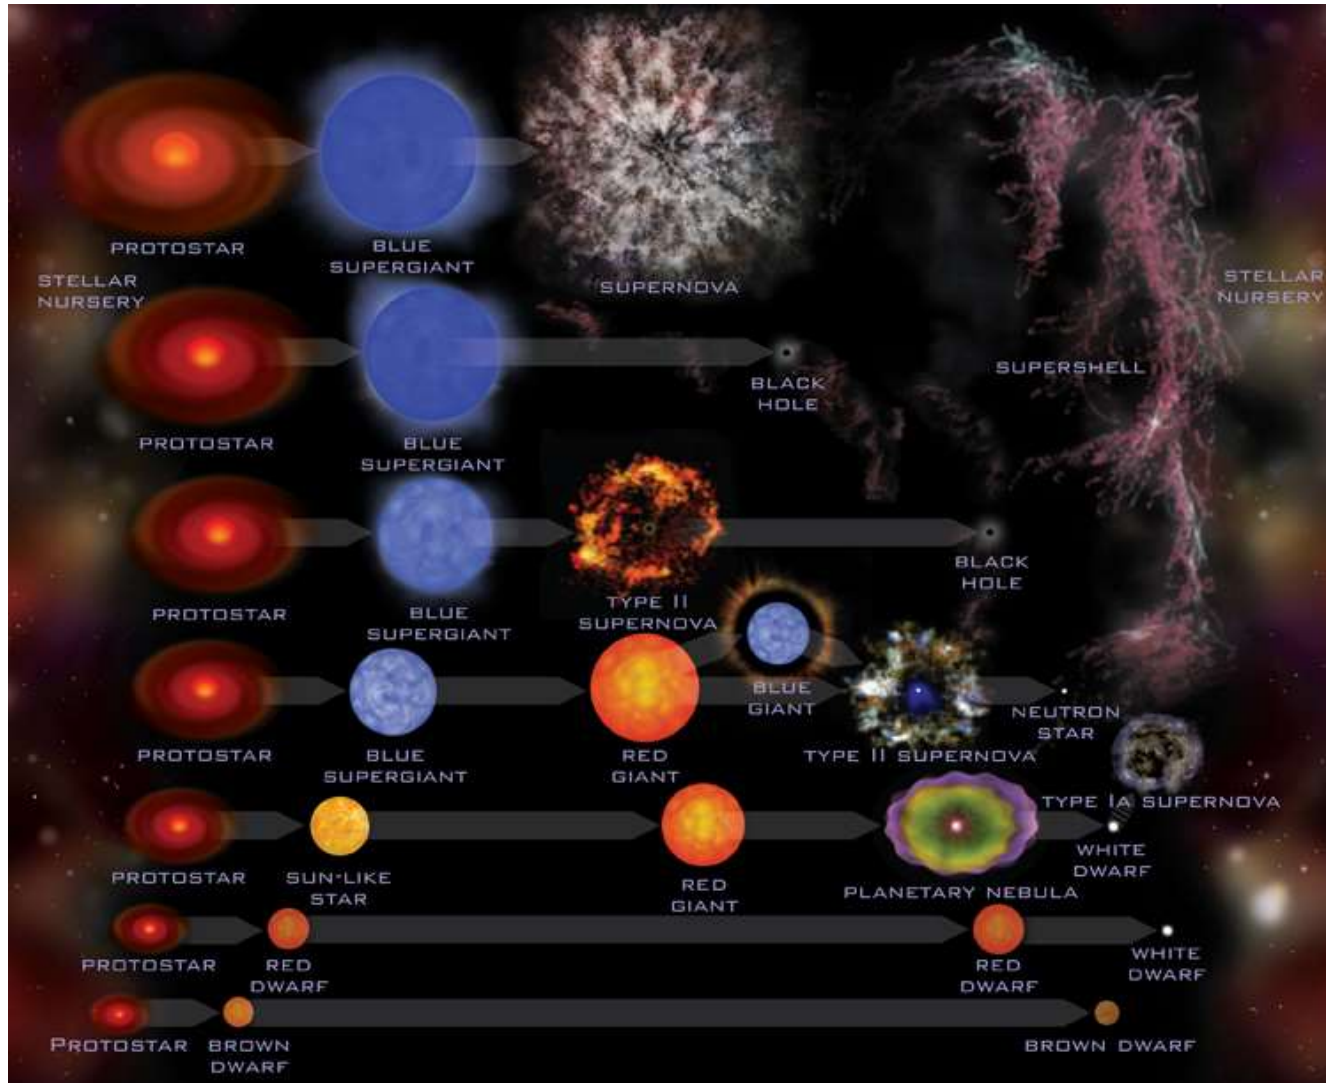 PROTOSTAR
BLUE
SUPERGIANT
SUPERNOVA
STELLAR
NURSERY
STELLAR
NURSERY
PROTOSTAR
BLUE
SUPERGIANT
BLACK
HOLE
SUPERSHELL
PROTOSTAR
BLUE
SUPERGIANT
TYPE II
SUPERNOVA
BLACK
HOLE
PROTOSTAR
BLUE
SUPERGIANT
RED
GIANT
BLUE
GIANT
TYPE II SUPERNOVA
NEUTRON
STAR
TYPE IA SUPERNOVA
PROTOSTAR
SUN-LIKE
STAR
RED
GIANT
PLANETARY NEBULA
WHITE
DWARF
PROTOSTAR
RED
DWARF
RED
DWARF
WHITE
DWARF
PROTOSTAR
BROWN
DWARF
BROWN DWARF